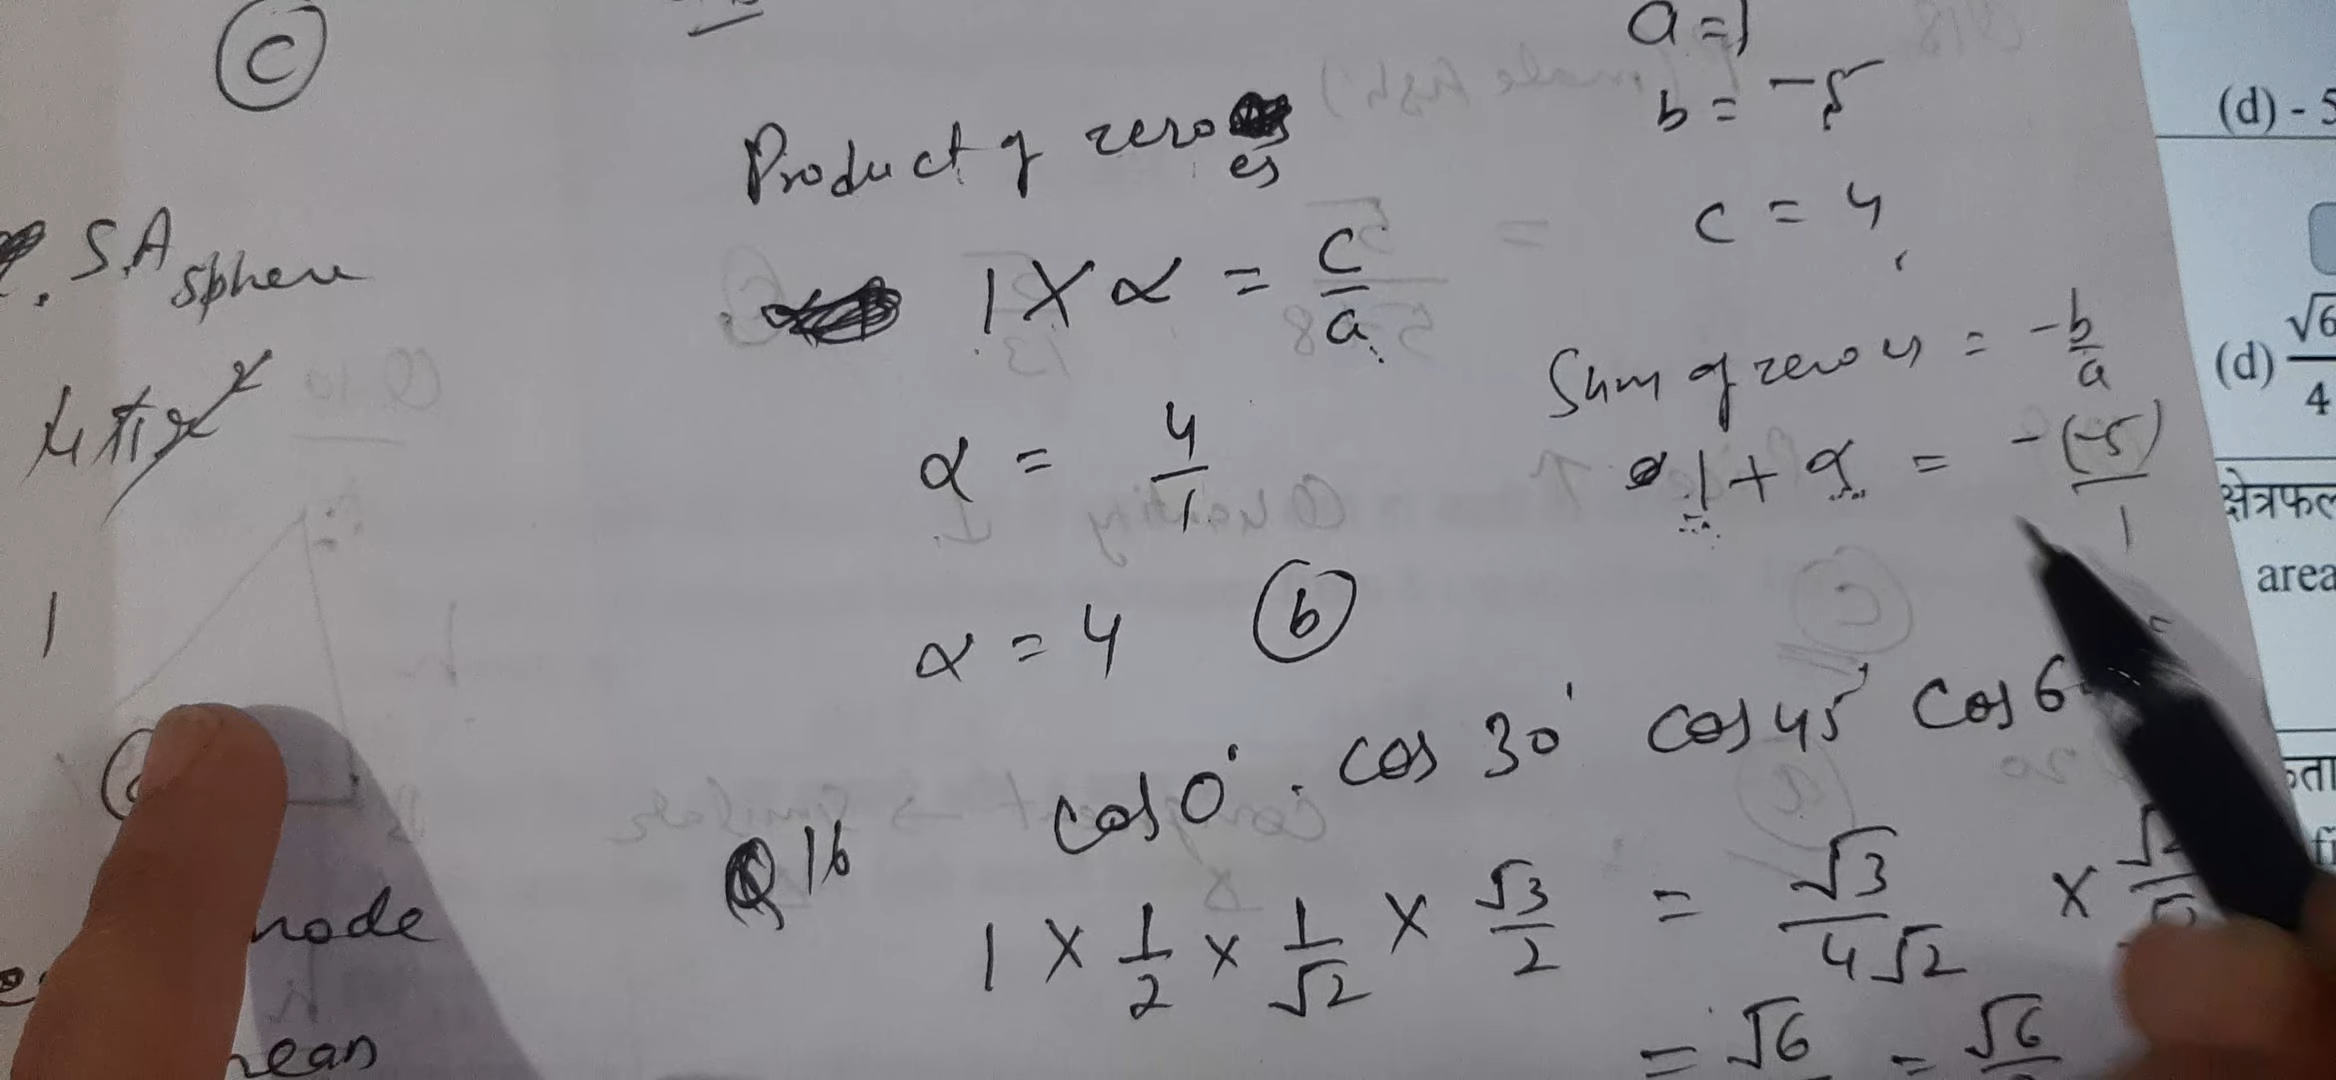 C
S.A sphere
1
node
ean
a = 1
b = -5
c = 4
Product of zeroes
1 × α = c/a
α = 4/1
α = 4 (b)
Sum of zeroes = -b/a
1 + α = -(-5)/1
Q16 cos 0° . cos 30° cos 45° cos 6
1 × 1/2 × 1/√2 × √3/2 = √3/4√2 ×
= √6 = √6
(d) - 5
(d) √6/4
क्षेत्रफल
area